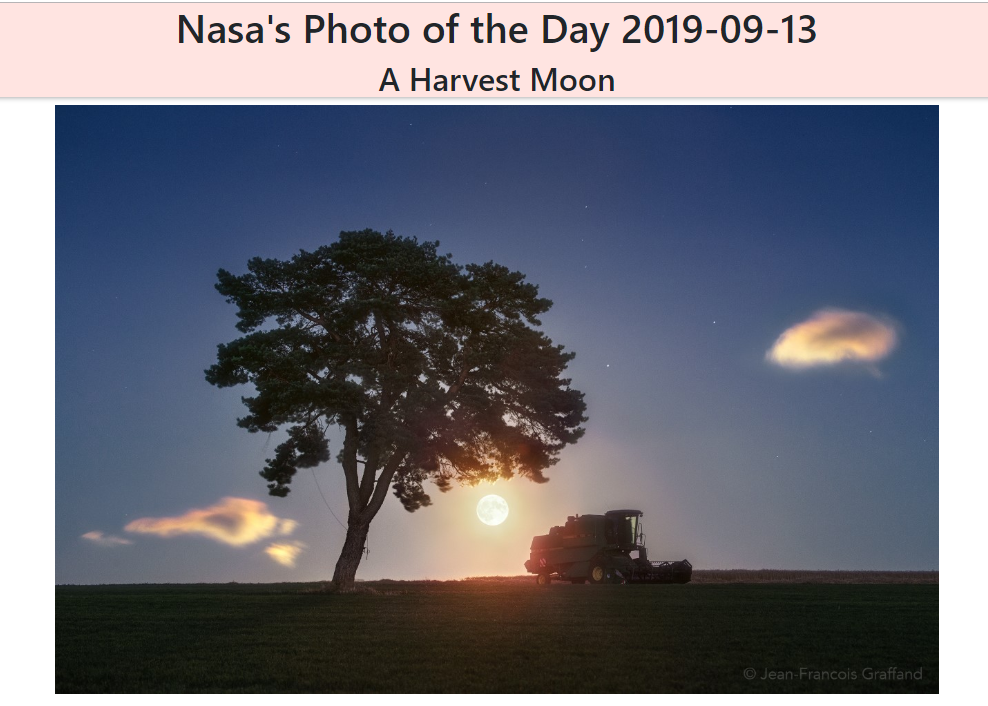 Nasa's Photo of the Day 2019-09-13
A Harvest Moon
© Jean-Francois Graffand